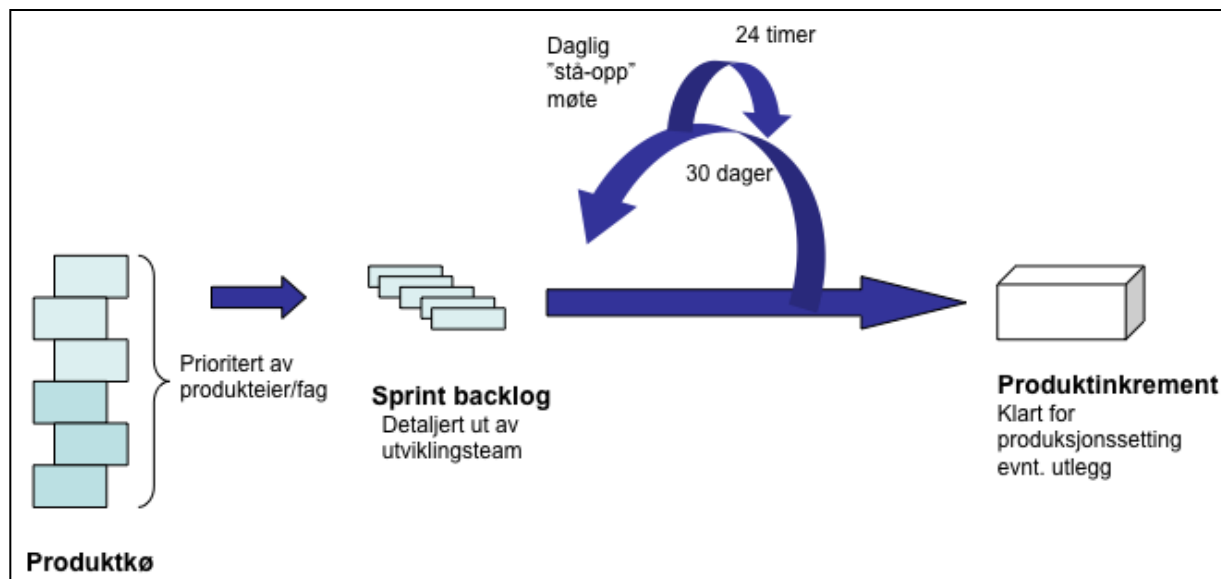 Daglig
"stå-opp"
møte
24 timer
30 dager
Prioritert av
produkteier/fag
Sprint backlog
Detaljert ut av
utviklingsteam
Produktinkrement
Klart for
produksjonssetting
evnt. utlegg
Produktkø